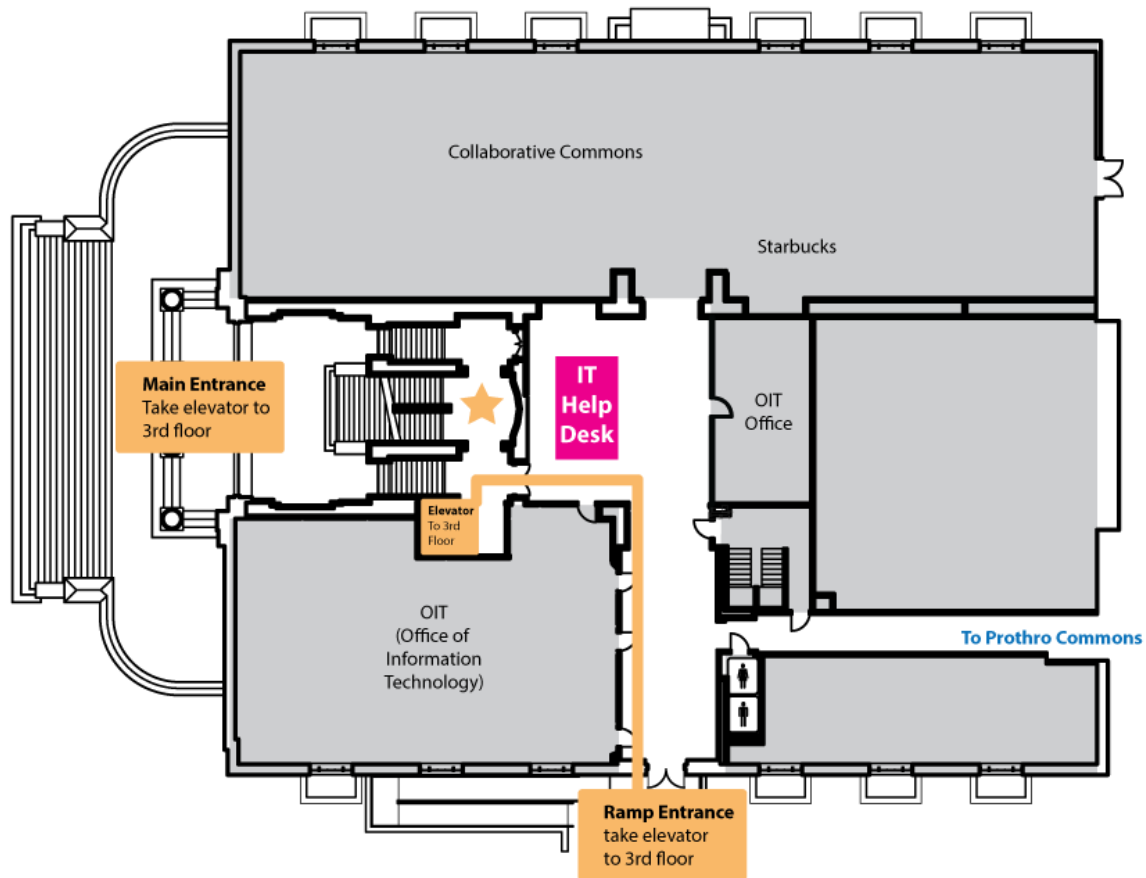 Collaborative Commons
Starbucks
Main Entrance
Take elevator to
3rd floor
IT
Help
Desk
OIT
Office
Elevator
To 3rd
Floor
OIT
(Office of
Information
Technology)
To Prothro Commons
Ramp Entrance
take elevator
to 3rd floor